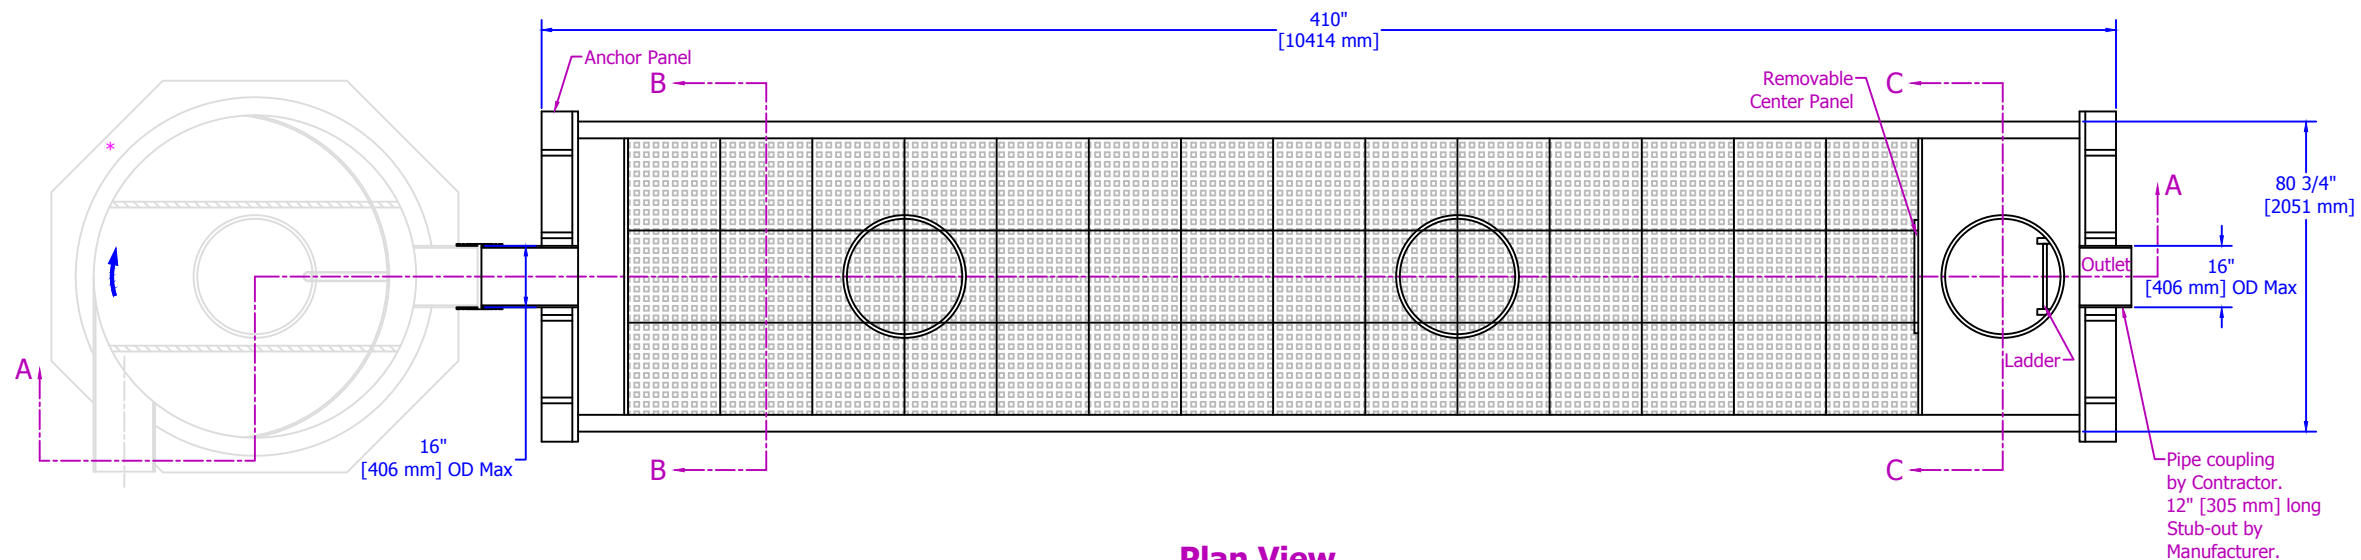 410"
[10414 mm]
Anchor Panel
B
Removable
Center Panel
C
*
A
80 3/4"
[2051 mm]
Outlet
16"
[406 mm] OD Max
A
Ladder
16"
[406 mm] OD Max
B
C
Pipe coupling
by Contractor.
12" [305 mm] long
Stub-out by
Manufacturer.
Plan View